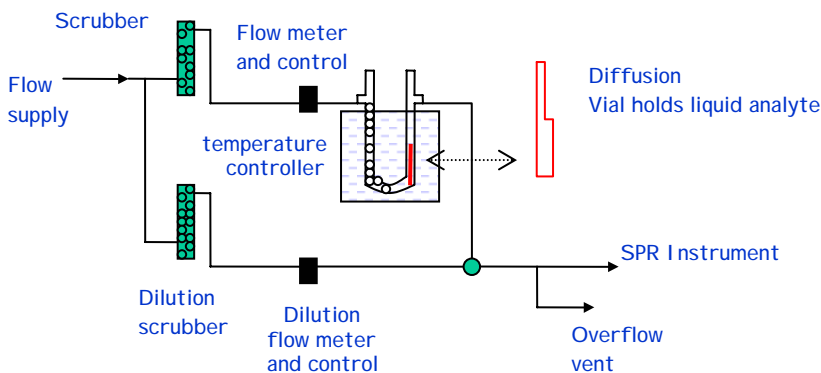 Scrubber
Flow meter
and control
Flow
supply
Diffusion
Vial holds liquid analyte
temperature
controller
SPR Instrument
Dilution
scrubber
Dilution
flow meter
and control
Overflow
vent